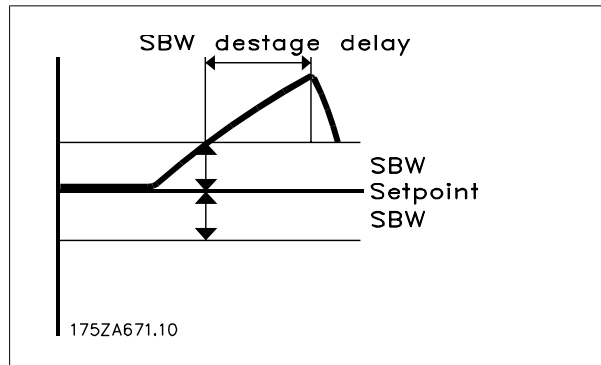 SBW destage delay
SBW
Setpoint
SBW
175ZA671.10